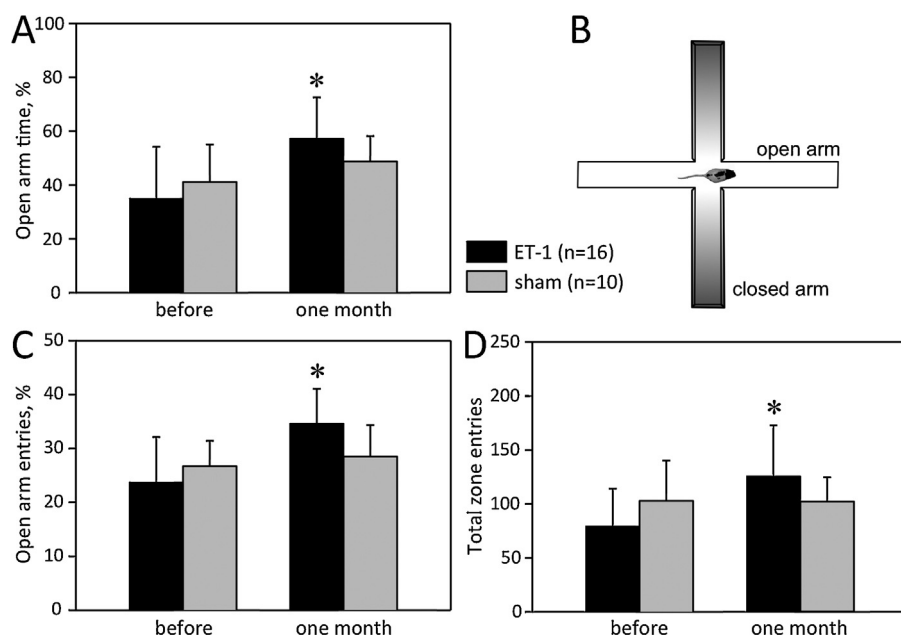 A
Open arm time, %
100
80
60
40
20
0
*
before
one month
B
open arm
closed arm
ET-1 (n=16)
sham (n=10)
C
Open arm entries, %
50
40
30
20
10
0
*
before
one month
D
Total zone entries
250
200
150
100
50
0
*
before
one month